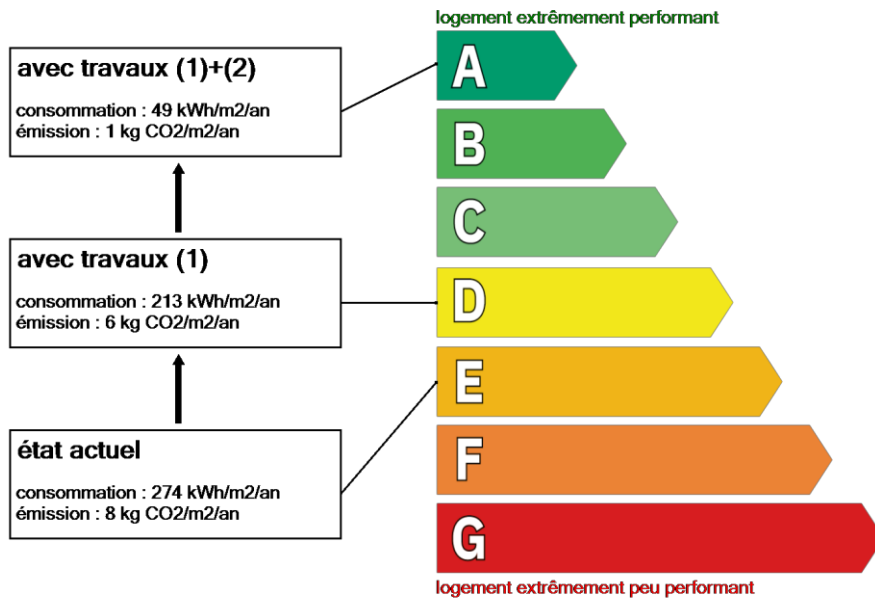 logement extrêmement performant
avec travaux (1)+(2)
consommation : 49 kWh/m2/an
émission : 1 kg CO2/m2/an
A
B
C
avec travaux (1)
consommation : 213 kWh/m2/an
émission : 6 kg CO2/m2/an
D
E
état actuel
consommation : 274 kWh/m2/an
émission : 8 kg CO2/m2/an
F
G
logement extrêmement peu performant